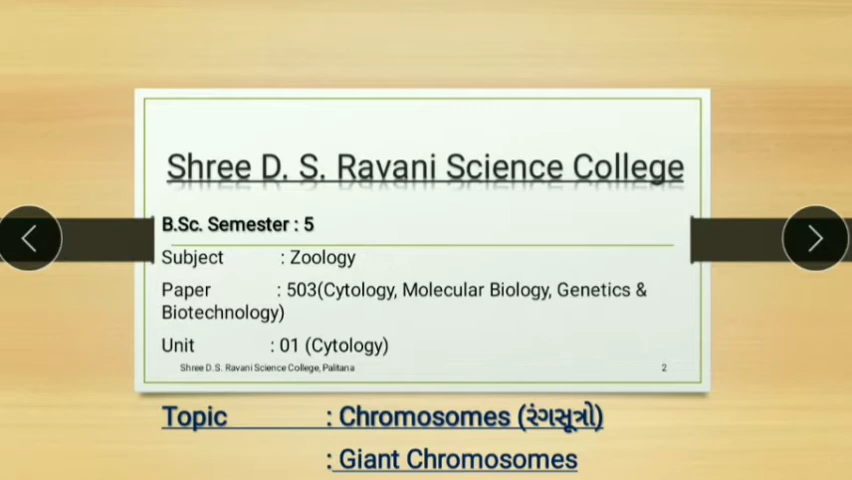 Shree D. S. Ravani Science College
B.Sc. Semester : 5
Subject : Zoology
Paper : 503(Cytology, Molecular Biology, Genetics &
Biotechnology)
Unit : 01 (Cytology)
Shree D.S. Ravani Science College, Palitana 2
Topic : Chromosomes (રંગસૂત્રો)
: Giant Chromosomes